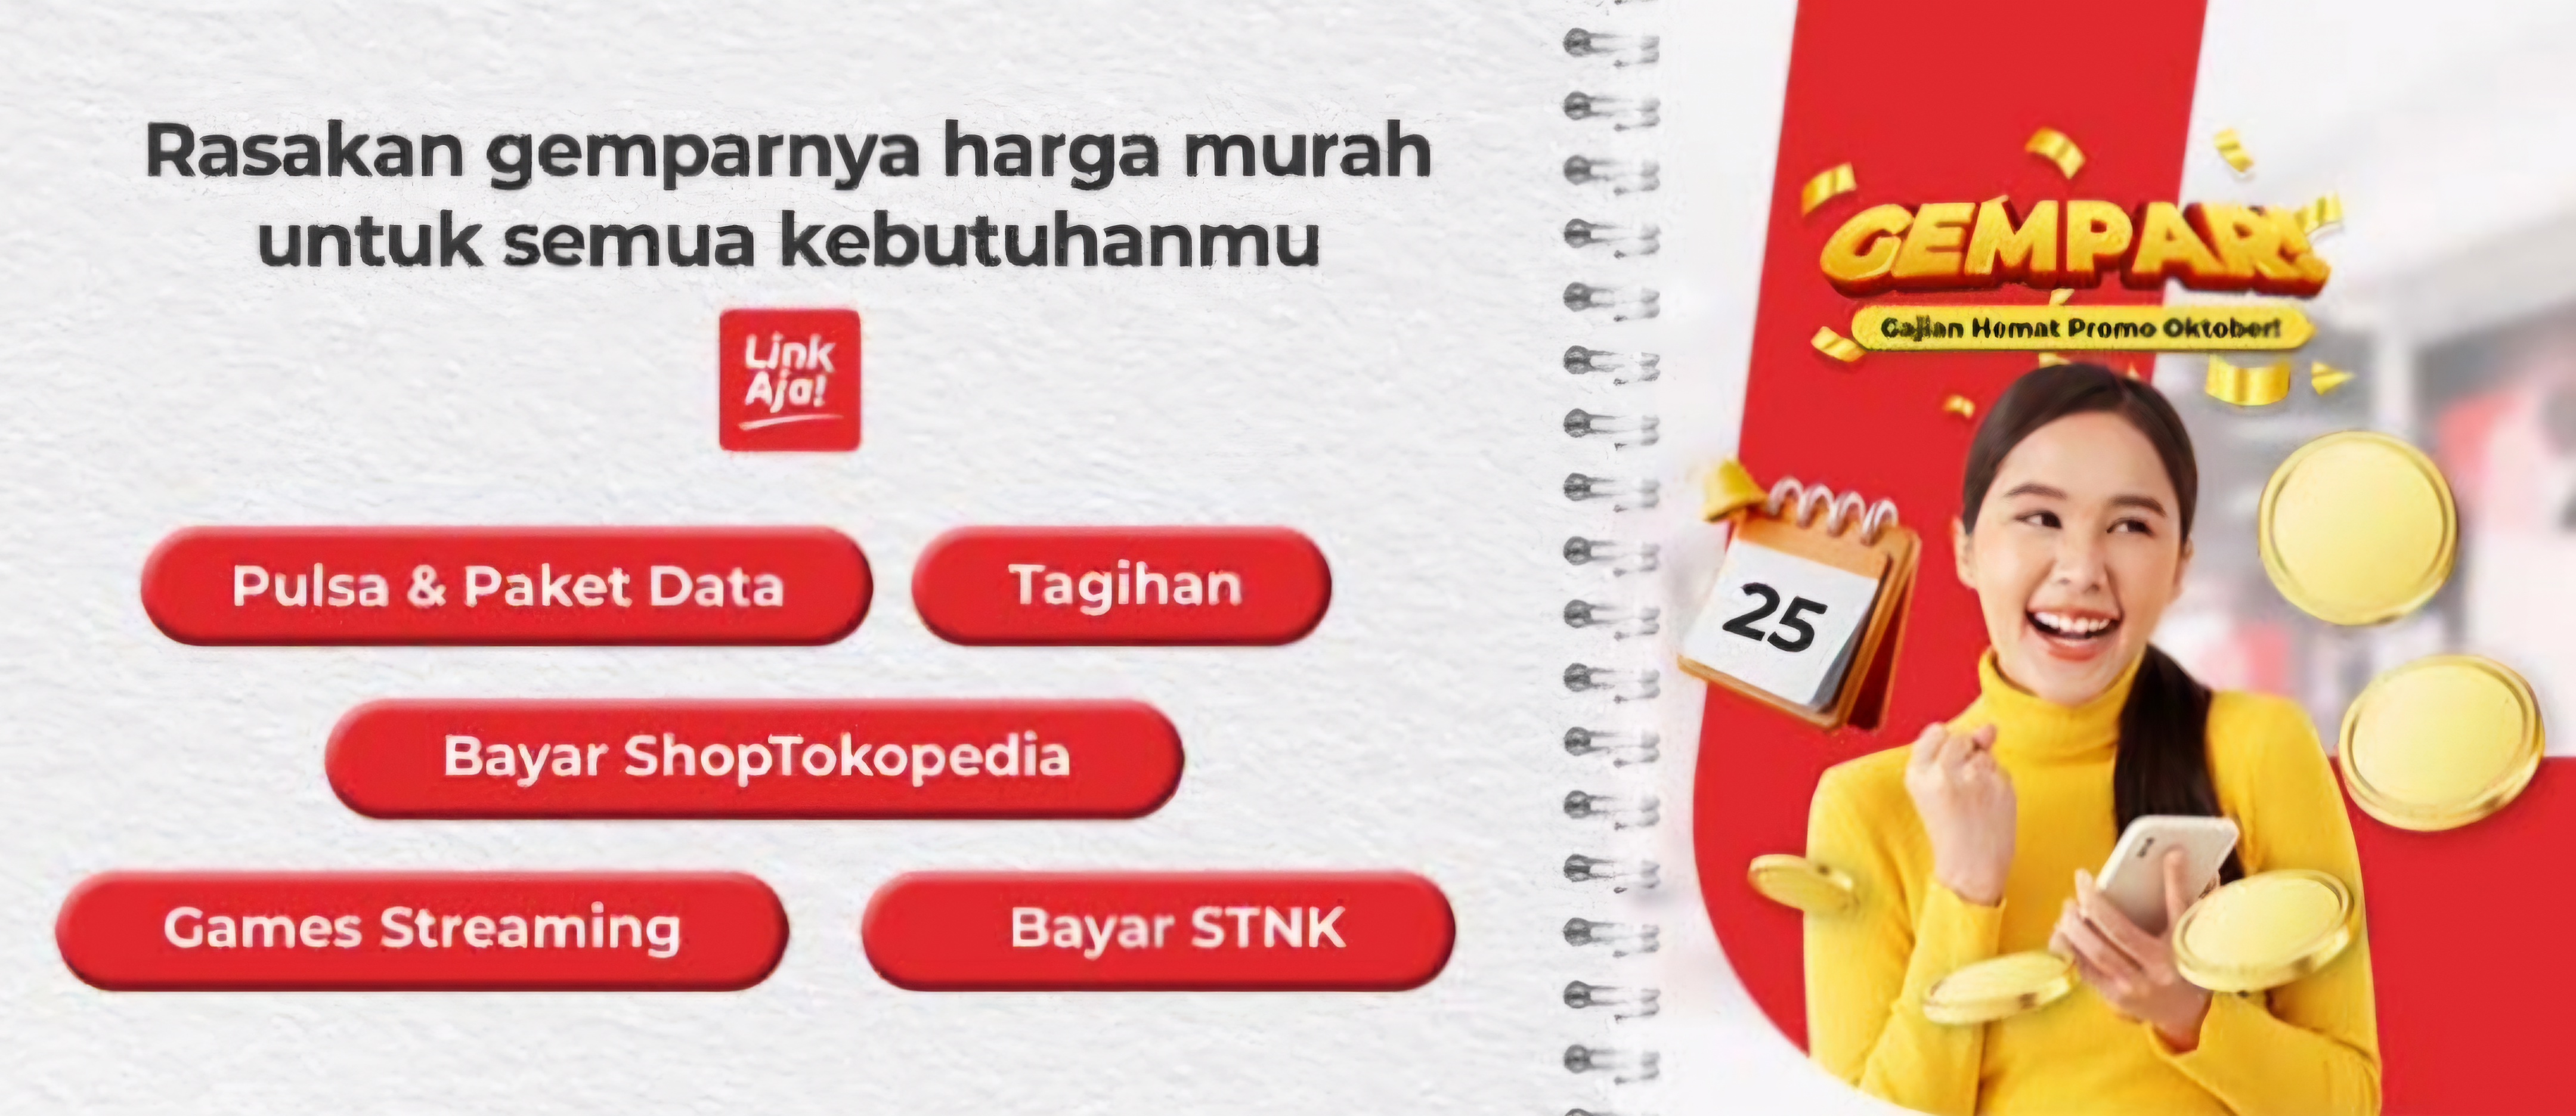 Rasakan gemparnya harga murah
untuk semua kebutuhanmu
Link
Aja!
Pulsa & Paket Data
Tagihan
Bayar ShopTokopedia
Games Streaming
Bayar STNK
GEMPAR!
Gajian Hemat Promo Oktober!
25